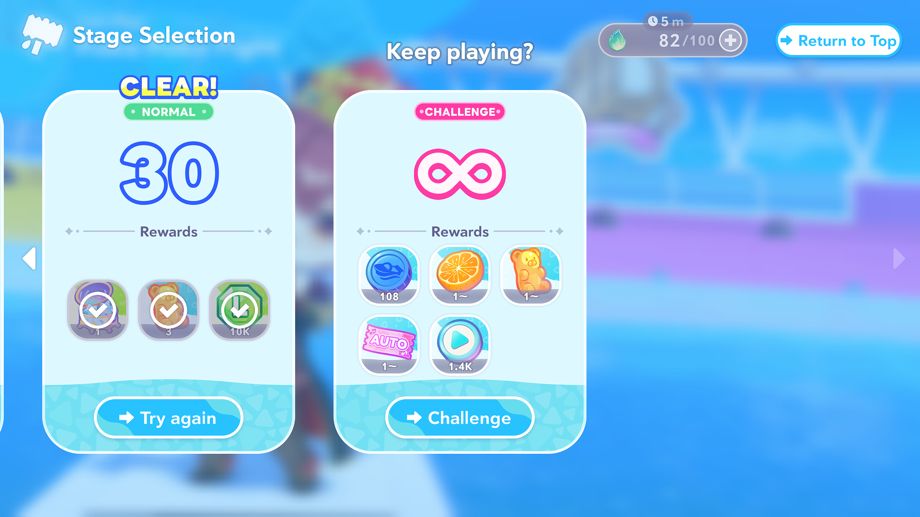 Stage Selection
Keep playing?
5 m
82/100
Return to Top
CLEAR!
NORMAL
30
Rewards
1
3
10K
Try again
CHALLENGE
∞
Rewards
108
1~
1~
AUTO
1~
1.4K
Challenge